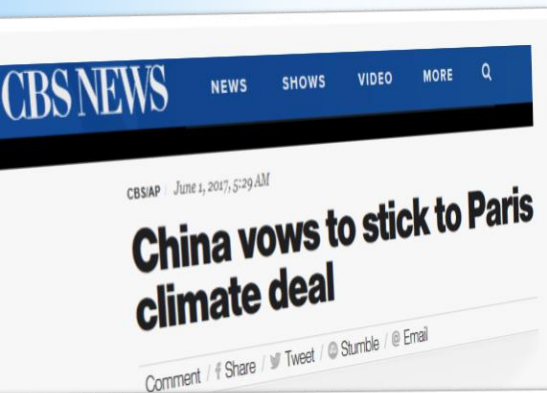 CBS NEWS NEWS SHOWS VIDEO MORE
CBS/AP June 1, 2017, 5:29 AM
China vows to stick to Paris
climate deal
Comment / f Share / Tweet / Stumble / @ Email